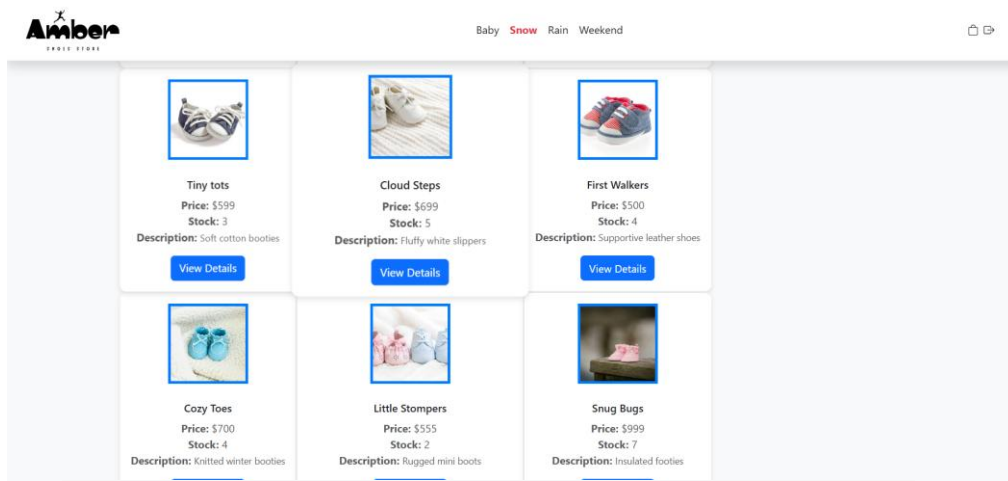 Amber
SHOES STORE
Baby Snow Rain Weekend
Tiny tots
Price: $599
Stock: 3
Description: Soft cotton booties
View Details
Cloud Steps
Price: $699
Stock: 5
Description: Fluffy white slippers
View Details
First Walkers
Price: $500
Stock: 4
Description: Supportive leather shoes
View Details
Cozy Toes
Price: $700
Stock: 4
Description: Knitted winter booties
Little Stompers
Price: $555
Stock: 2
Description: Rugged mini boots
Snug Bugs
Price: $999
Stock: 7
Description: Insulated footies